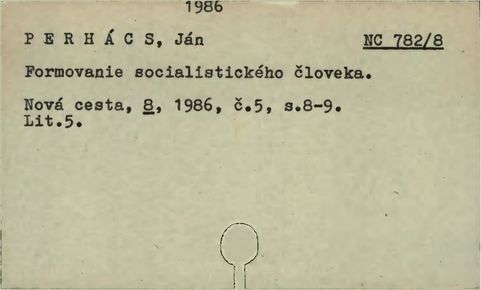 1986
P E R H Á C S, Ján NC 782/8
Formovanie socialistického človeka.
Nová cesta, 8, 1986, č.5, s.8-9.
Lit.5.